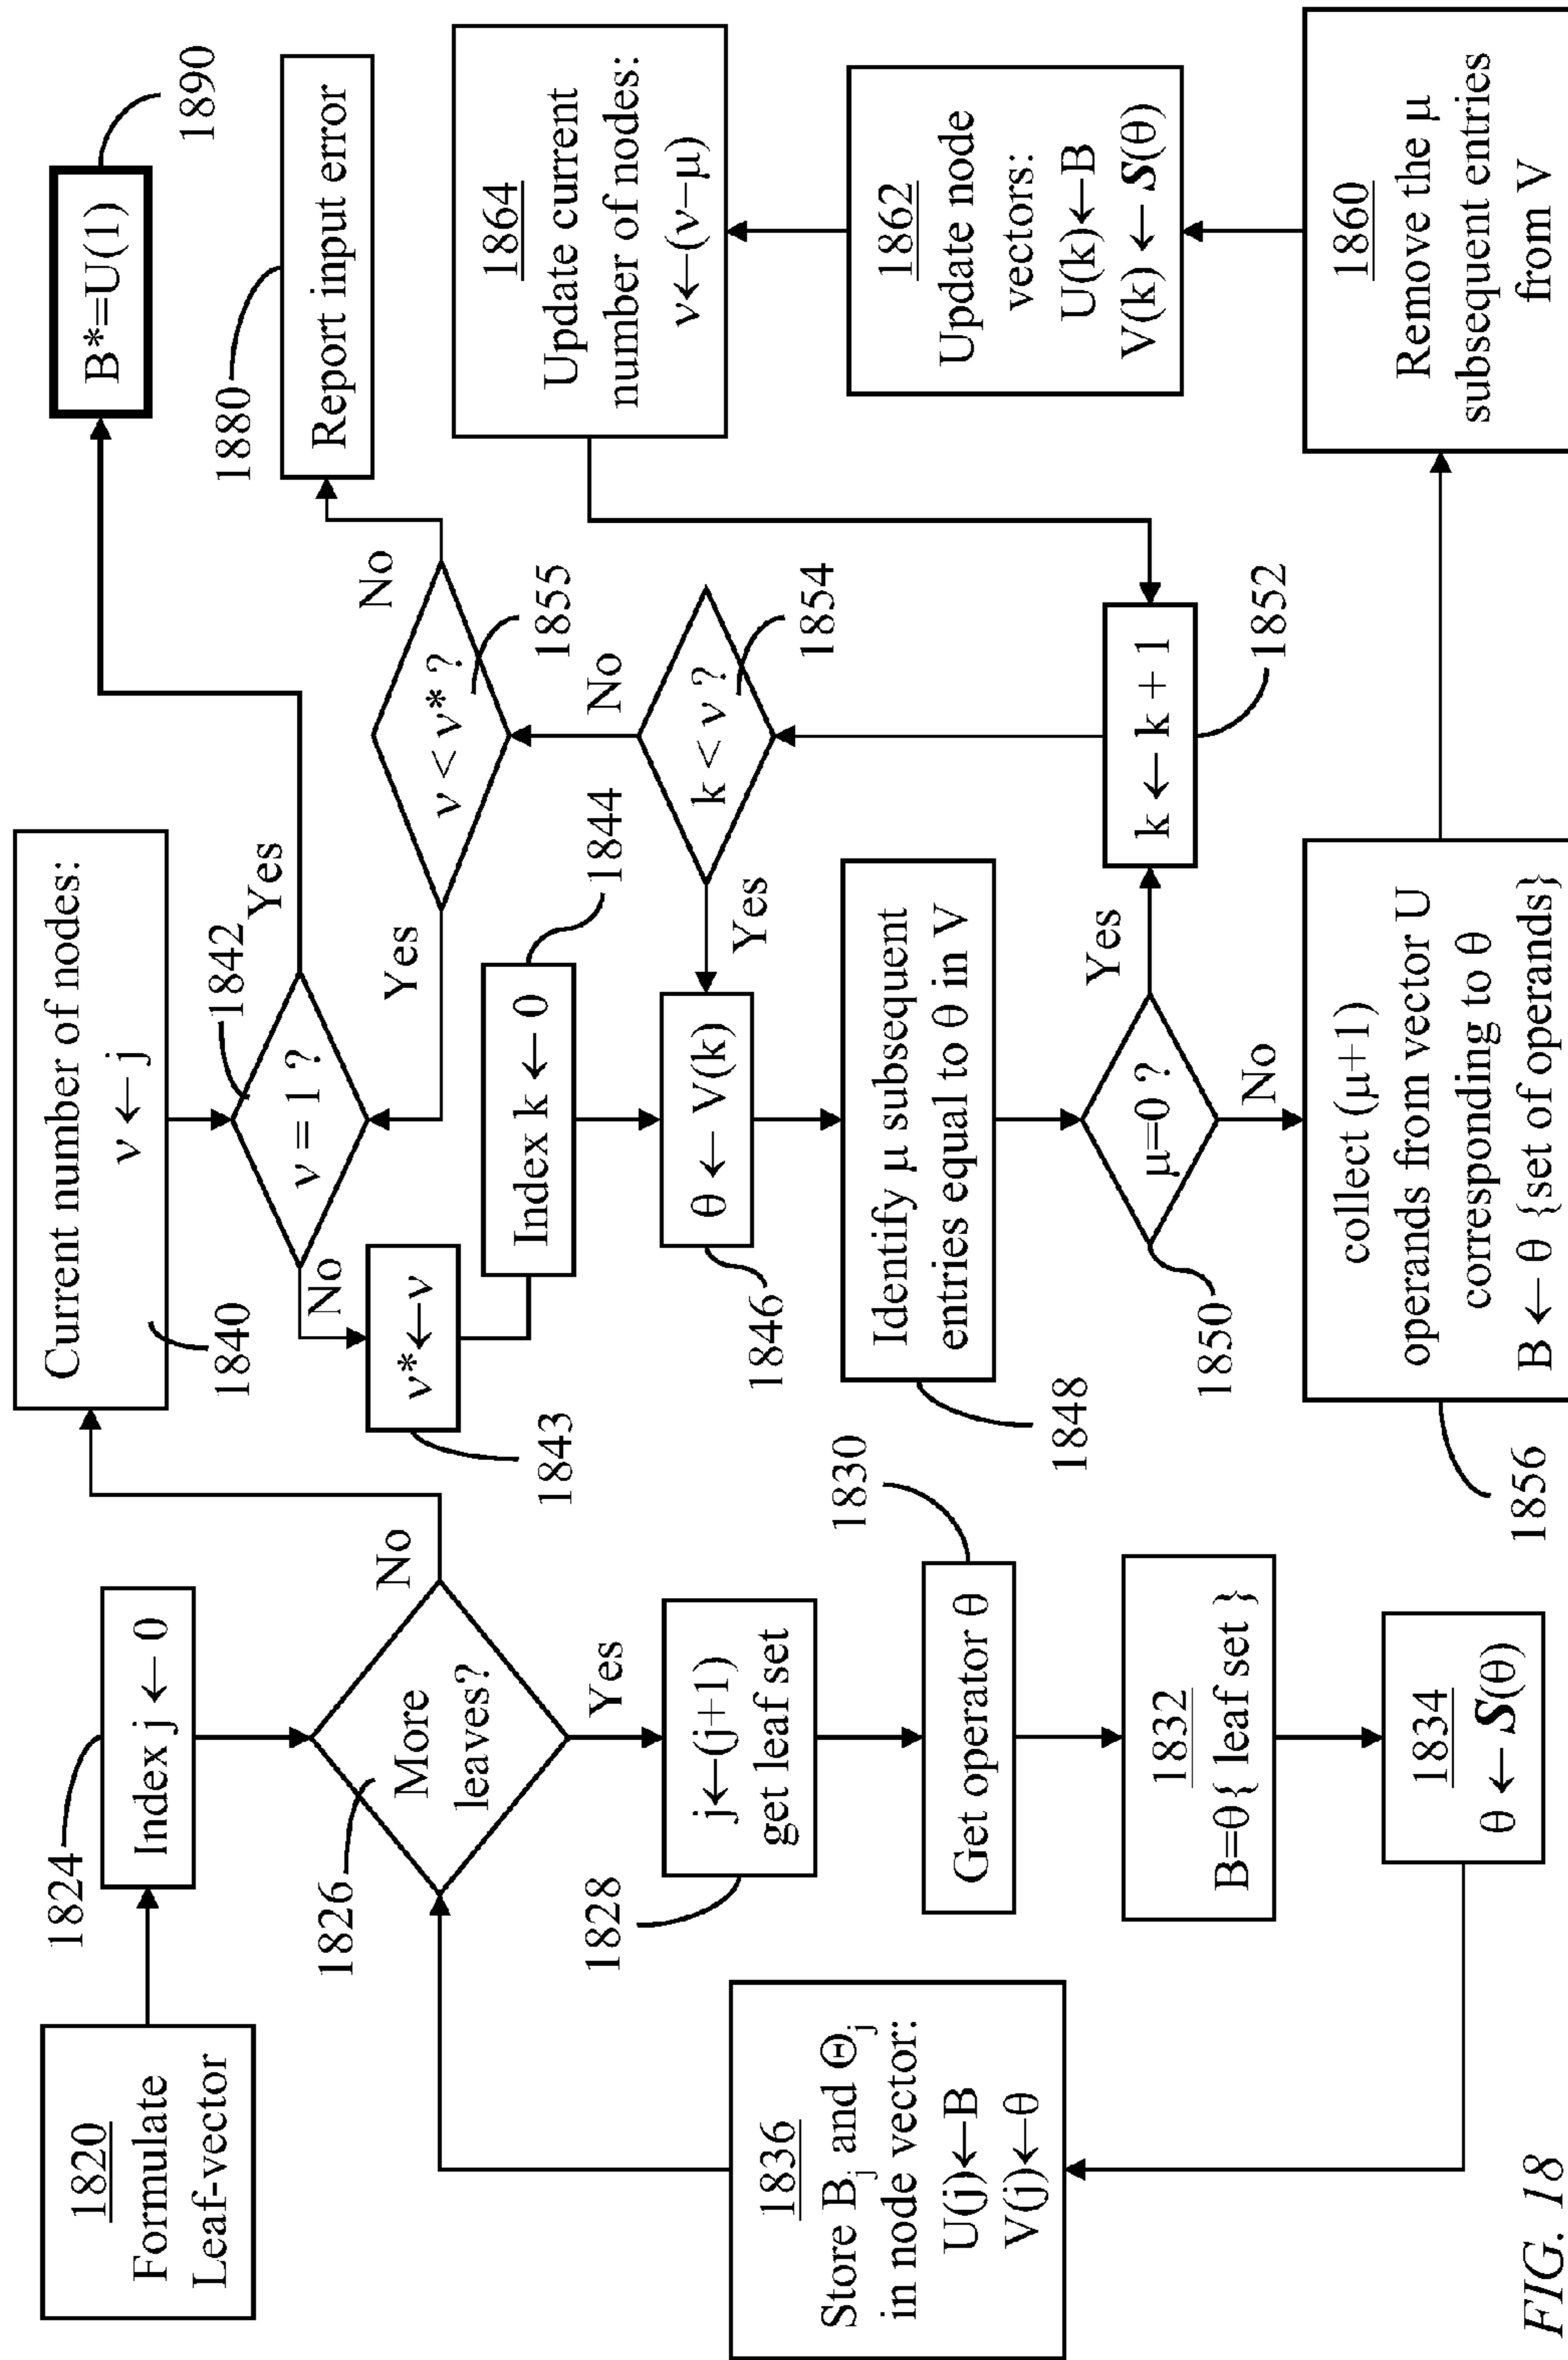 1820
Formulate
Leaf-vector
1824
Index j ← 0
1826
More
leaves?
No
Yes
1828
j←(j+1)
get leaf set
1830
Get operator θ
1832
B=θ{ leaf set }
1834
θ ← S(θ)
1836
Store Bj and Θj
in node vector:
U(j)←B
V(j)←θ
Current number of nodes:
ν ← j
1840
1842
ν = 1 ?
Yes
No
ν*←ν
1843
1844
Index k ← 0
θ ← V(k)
1846
Identify μ subsequent
entries equal to θ in V
1848
μ=0 ?
1850
Yes
No
collect (μ+1)
operands from vector U
corresponding to θ
B ← θ {set of operands}
1856
1860
Remove the μ
subsequent entries
from V
1862
Update node
vectors:
U(k)←B
V(k) ← S(θ)
1864
Update current
number of nodes:
ν←(ν−μ)
k ← k + 1
1852
k < ν ?
1854
Yes
No
ν < ν* ?
1855
Yes
No
1880
Report input error
B*=U(1)
1890
FIG. 18